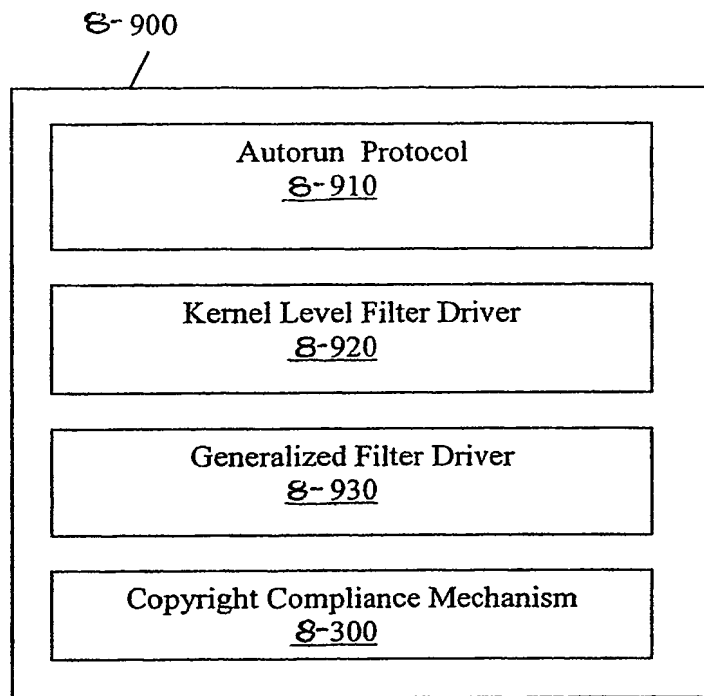 8-900
Autorun Protocol
8-910
Kernel Level Filter Driver
8-920
Generalized Filter Driver
8-930
Copyright Compliance Mechanism
8-300